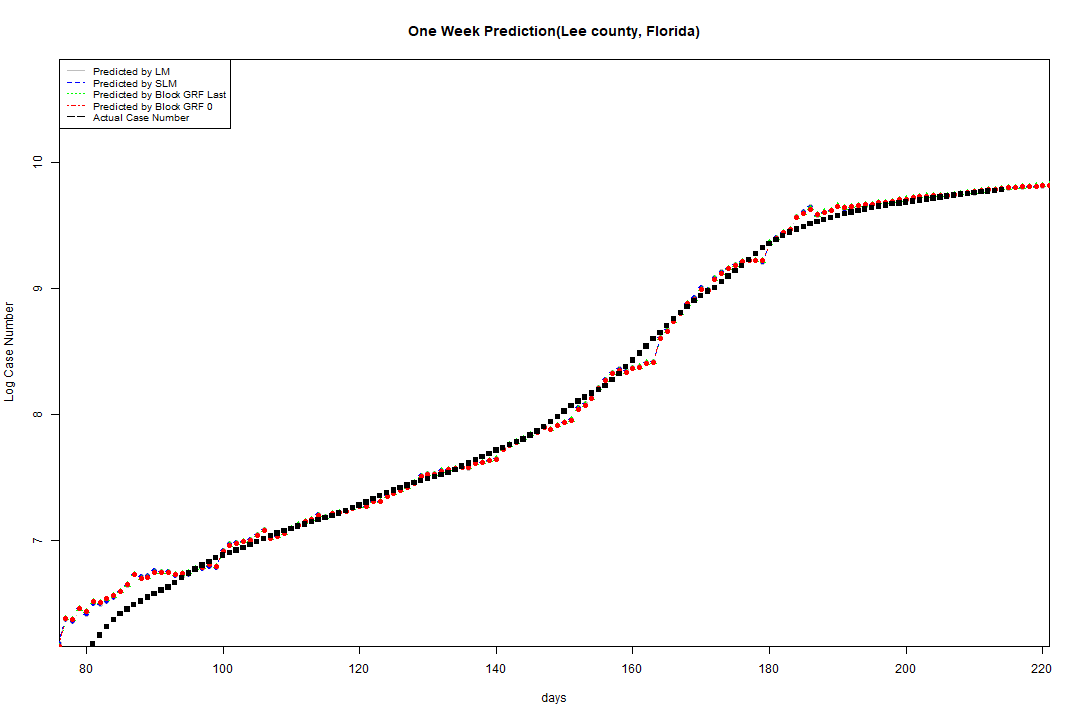 One Week Prediction(Lee county, Florida)
Predicted by LM
Predicted by SLM
Predicted by Block GRF Last
Predicted by Block GRF 0
Actual Case Number
10
9
8
7
Log Case Number
80 100 120 140 160 180 200 220
days